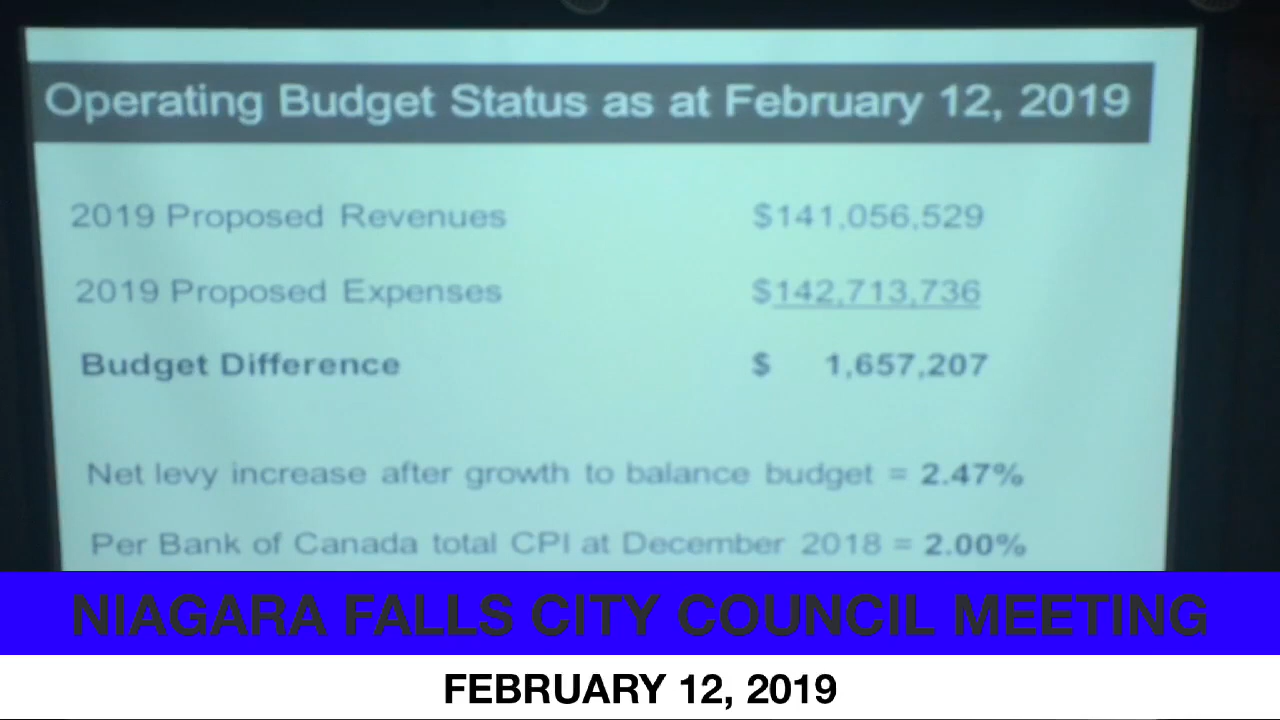 Operating Budget Status as at February 12, 2019
2019 Proposed Revenues $141,056,529
2019 Proposed Expenses $142,713,736
Budget Difference $ 1,657,207
Net levy increase after growth to balance budget = 2.47%
Per Bank of Canada total CPI at December 2018 = 2.00%
NIAGARA FALLS CITY COUNCIL MEETING
FEBRUARY 12, 2019